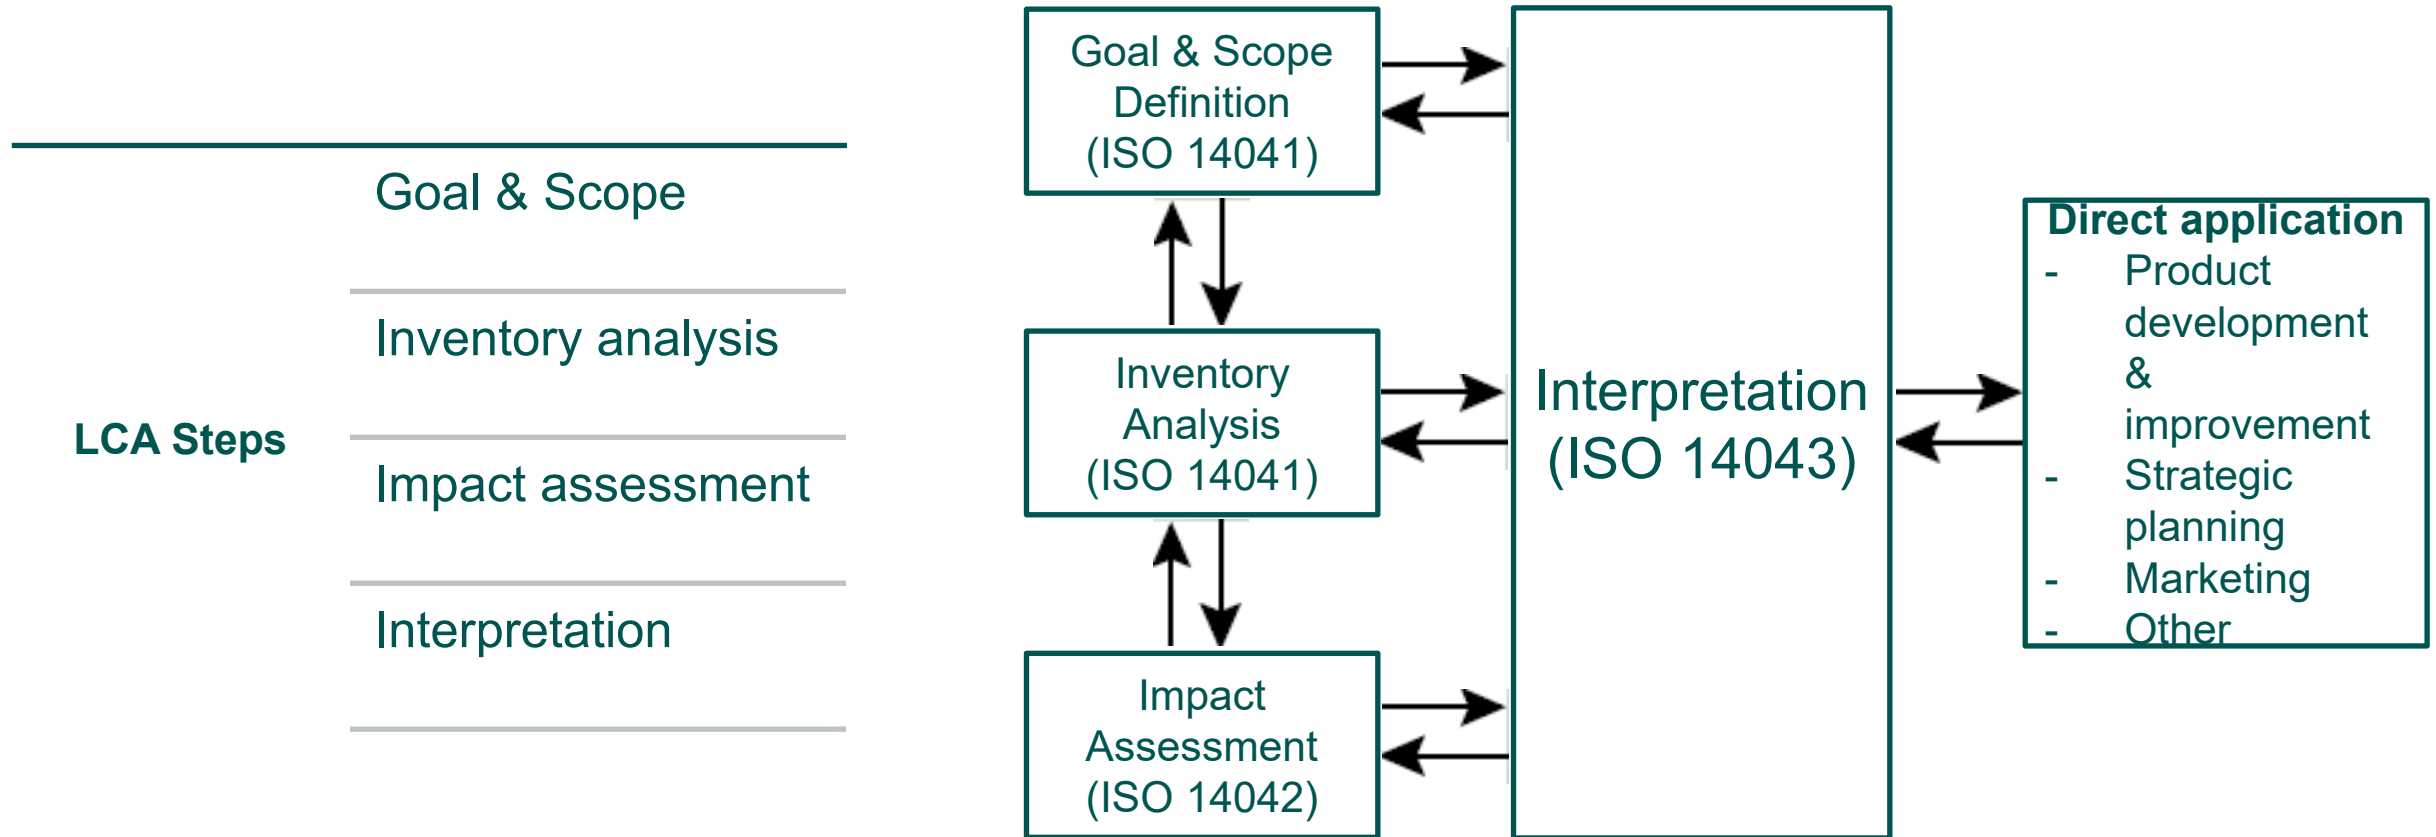 LCA Steps
Goal & Scope
Inventory analysis
Impact assessment
Interpretation
Goal & Scope
Definition
(ISO 14041)
Inventory
Analysis
(ISO 14041)
Impact
Assessment
(ISO 14042)
Interpretation
(ISO 14043)
Direct application
- Product
development
&
improvement
- Strategic
planning
- Marketing
- Other